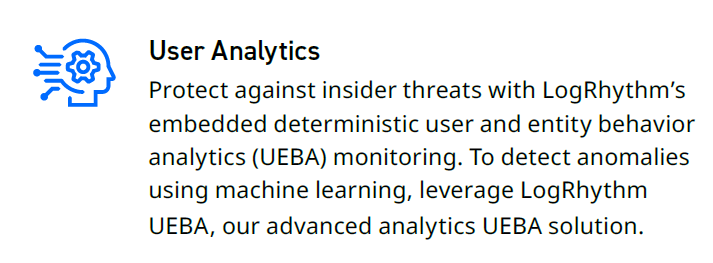 User Analytics
Protect against insider threats with LogRhythm’s
embedded deterministic user and entity behavior
analytics (UEBA) monitoring. To detect anomalies
using machine learning, leverage LogRhythm
UEBA, our advanced analytics UEBA solution.